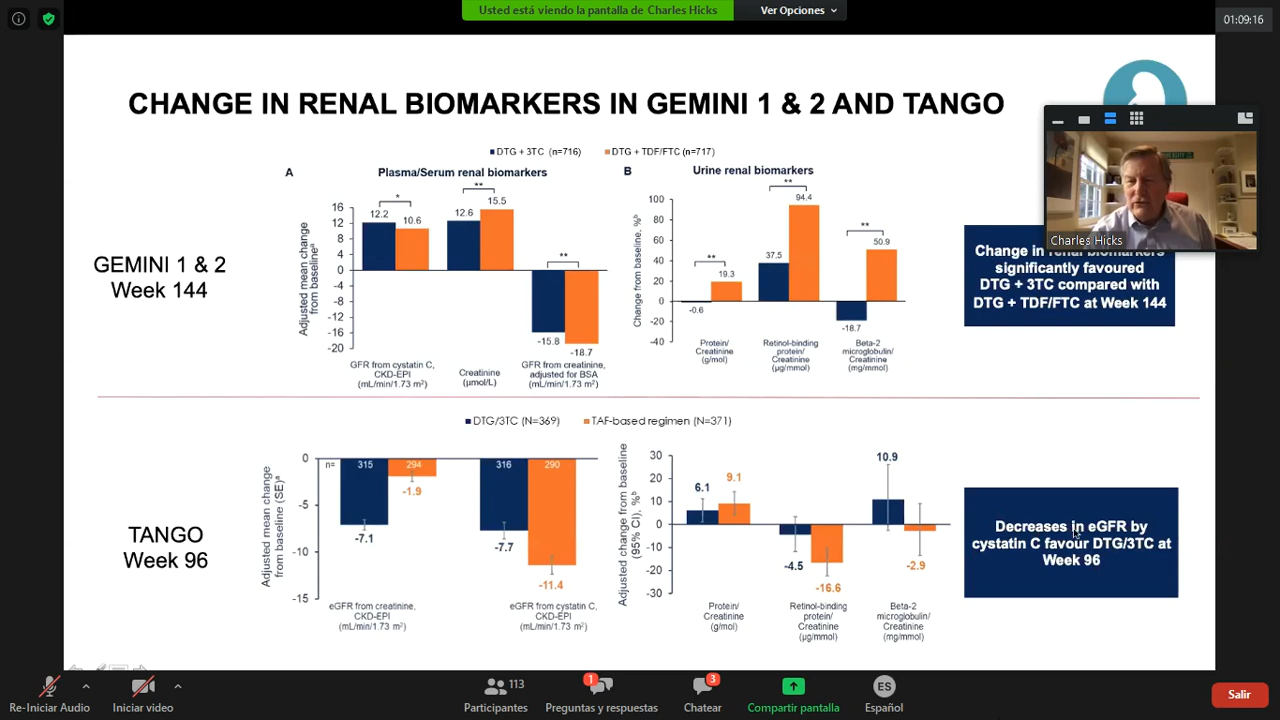 Usted está viendo la pantalla de Charles Hicks
Ver Opciones
01:09:16
CHANGE IN RENAL BIOMARKERS IN GEMINI 1 & 2 AND TANGO
DTG + 3TC (n=716)
DTG + TDF/FTC (n=717)
A
Plasma/Serum renal biomarkers
B
Urine renal biomarkers
GEMINI 1 & 2
Week 144
Adjusted mean change
from baselineª
16
12
8
4
0
-4
-8
-12
-16
-20
12.2
*
10.6
12.6
**
15.5
**
-15.8
-18.7
GFR from cystatin C,
CKD-EPI
(mL/min/1.73 m²)
Creatinine
(µmol/L)
GFR from creatinine,
adjusted for BSA
(mL/min/1.73 m²)
Change from baseline, %ᵇ
100
80
60
40
20
0
-20
-40
**
-0.6
19.3
**
37.5
94.4
**
-18.7
50.9
Protein/
Creatinine
(g/mol)
Retinol-binding
protein/
Creatinine
(µg/mmol)
Beta-2
microglobulin/
Creatinine
(mg/mmol)
Charles Hicks
Change in renal biomarkers
significantly favoured
DTG + 3TC compared with
DTG + TDF/FTC at Week 144
DTG/3TC (N=369)
TAF-based regimen (N=371)
TANGO
Week 96
Adjusted mean change
from baseline (SE)ª
0
-5
-10
-15
n=
315
294
316
290
-7.1
-1.9
-7.7
-11.4
eGFR from creatinine,
CKD-EPI
(mL/min/1.73 m²)
eGFR from cystatin C,
CKD-EPI
(mL/min/1.73 m²)
Adjusted change from baseline
(95% CI), %ᵇ
30
20
10
0
-10
-20
-30
6.1
9.1
-4.5
-16.6
10.9
-2.9
Protein/
Creatinine
(g/mol)
Retinol-binding
protein/
Creatinine
(µg/mmol)
Beta-2
microglobulin/
Creatinine
(mg/mmol)
Decreases in eGFR by
cystatin C favour DTG/3TC at
Week 96
Re-Iniciar Audio
Iniciar video
113
Participantes
1
Preguntas y respuestas
3
Chatear
Compartir pantalla
ES
Español
Salir